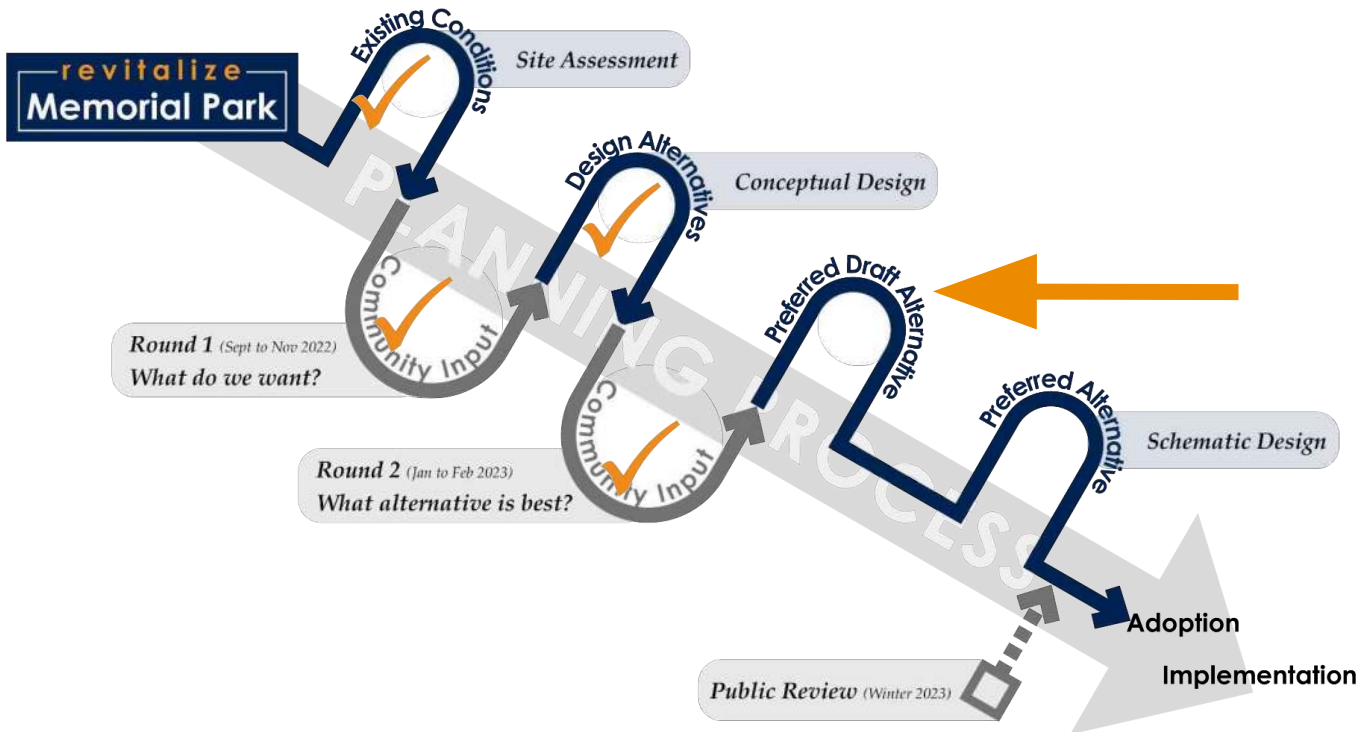 revitalize
Memorial Park
Existing Conditions
Site Assessment
PLANNING PROCESS
Design Alternatives
Conceptual Design
Community Input
Round 1 (Sept to Nov 2022)
What do we want?
Preferred Draft Alternative
Community Input
Round 2 (Jan to Feb 2023)
What alternative is best?
Preferred Alternative
Schematic Design
Adoption
Implementation
Public Review (Winter 2023)